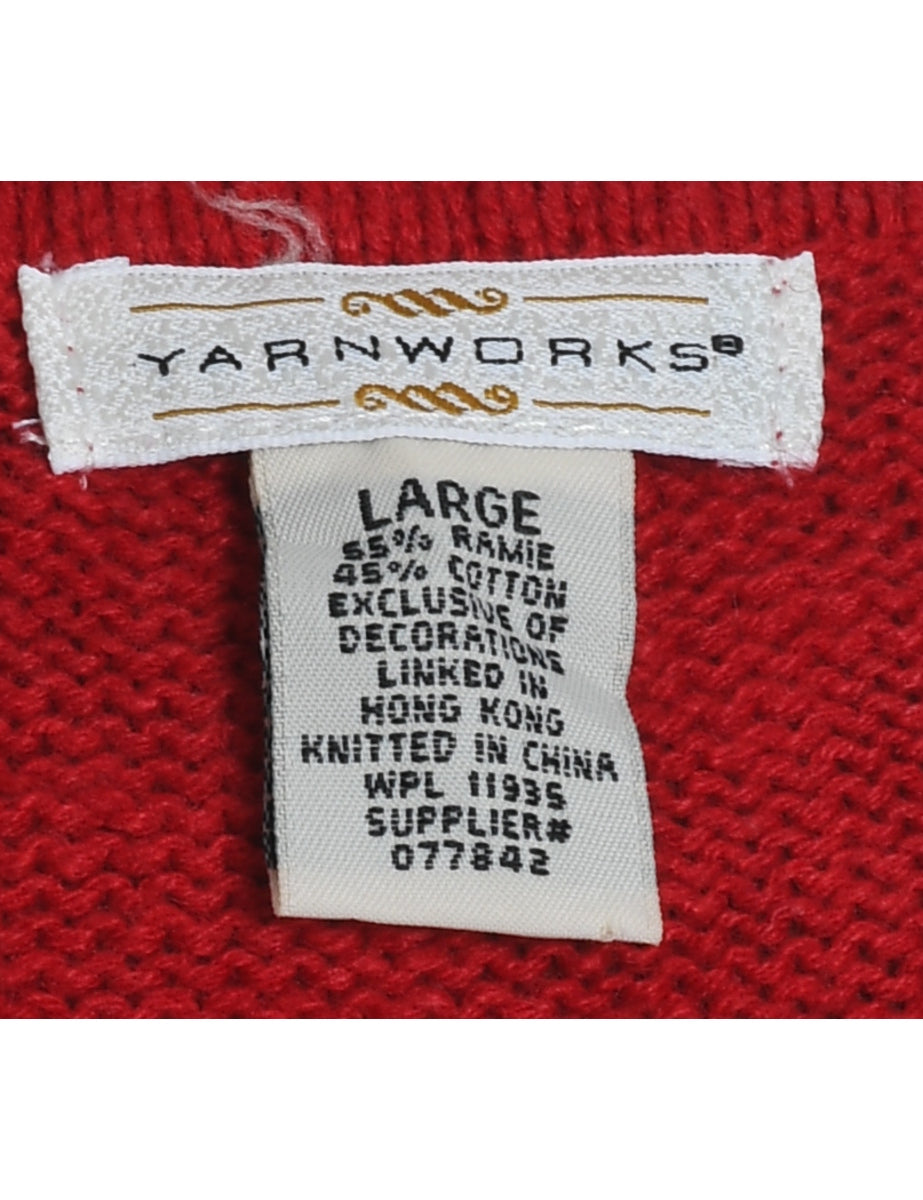 YARNWORKS®
LARGE
55% RAMIE
45% COTTON
EXCLUSIVE OF
DECORATIONS
LINKED IN
HONG KONG
KNITTED IN CHINA
WPL 11935
SUPPLIER#
077842